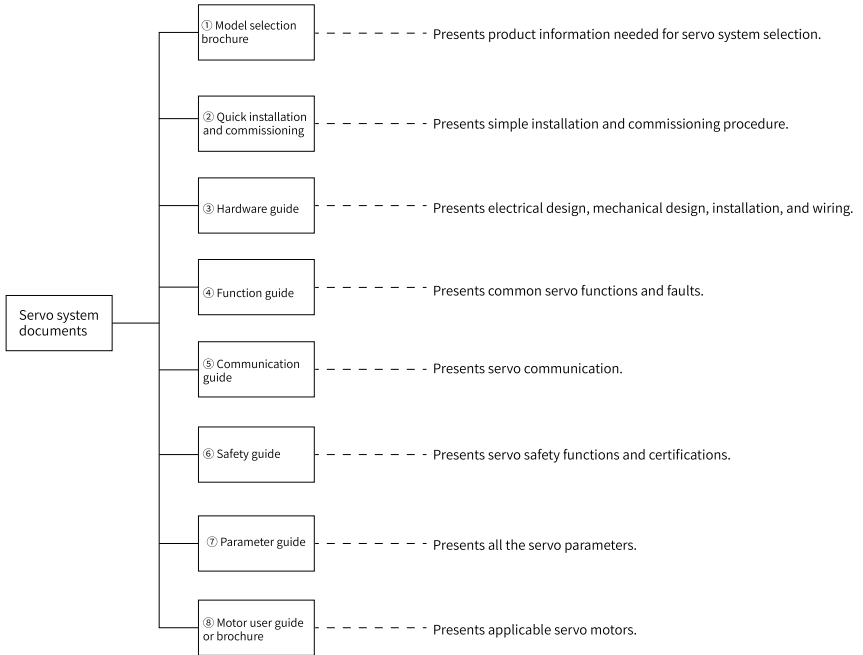 ① Model selection
brochure
Presents product information needed for servo system selection.
② Quick installation
and commissioning
Presents simple installation and commissioning procedure.
③ Hardware guide
Presents electrical design, mechanical design, installation, and wiring.
④ Function guide
Presents common servo functions and faults.
Servo system
documents
⑤ Communication
guide
Presents servo communication.
⑥ Safety guide
Presents servo safety functions and certifications.
⑦ Parameter guide
Presents all the servo parameters.
⑧ Motor user guide
or brochure
Presents applicable servo motors.